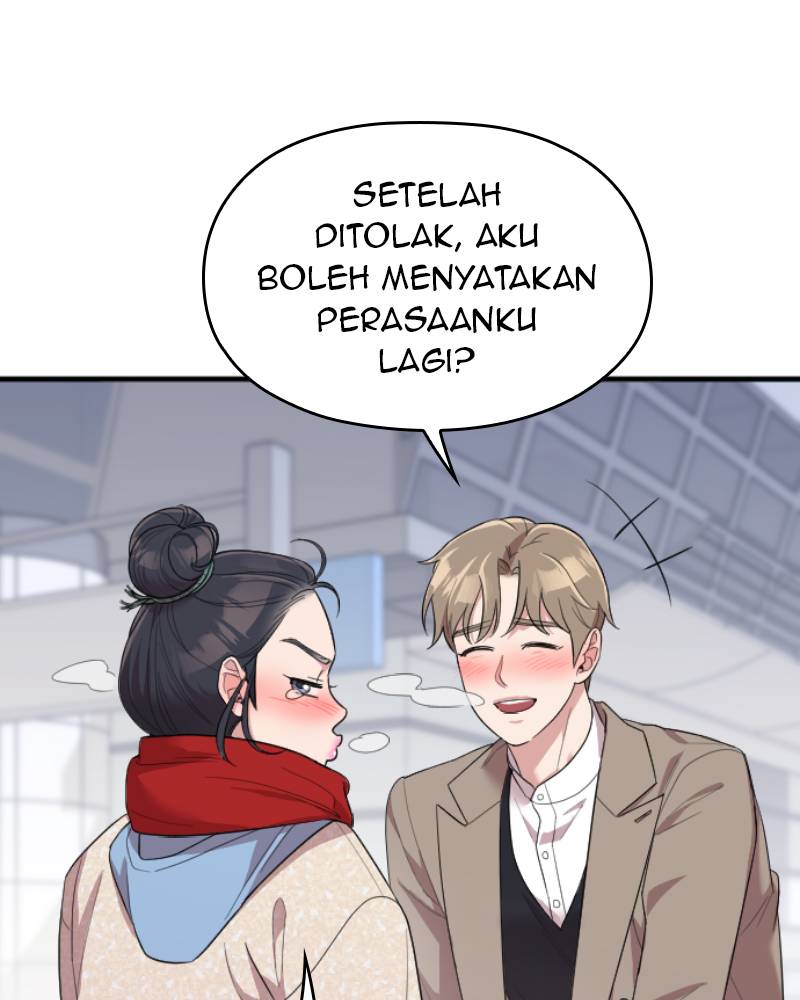 SETELAH
DITOLAK, AKU
BOLEH MENYATAKAN
PERASAANKU
LAGI?